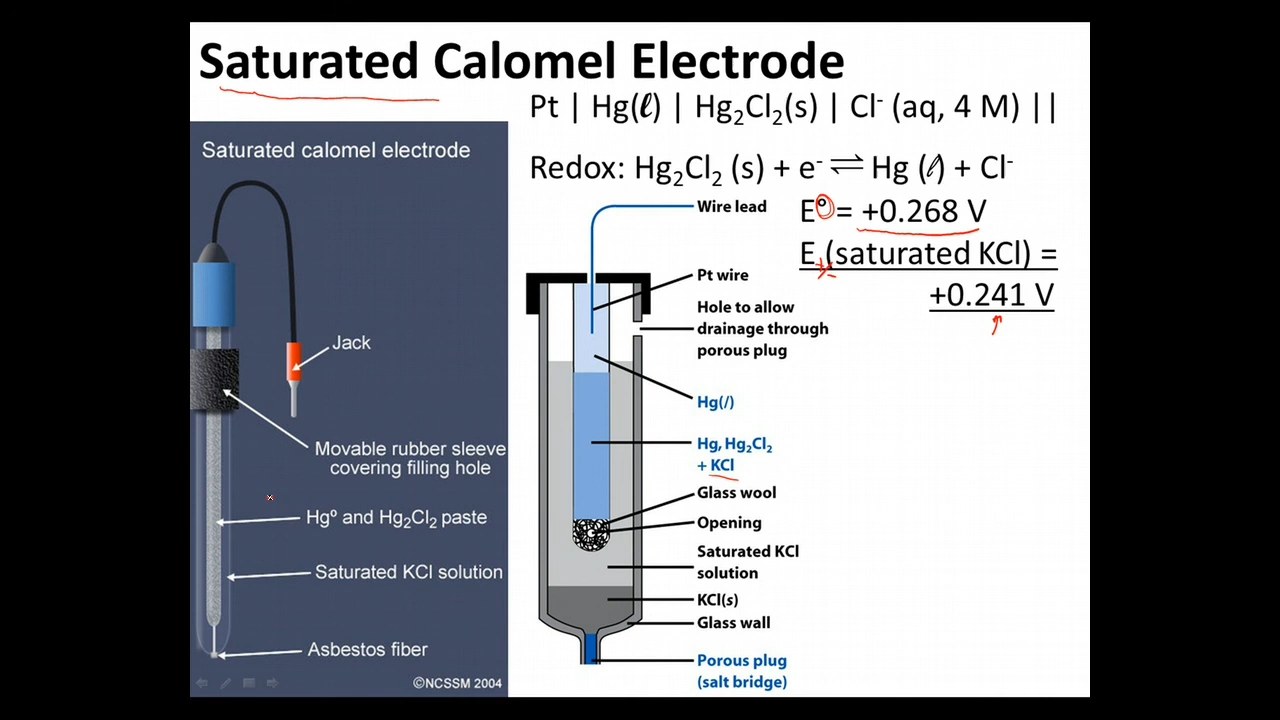 Saturated Calomel Electrode
Pt | Hg(ℓ) | Hg₂Cl₂(s) | Cl⁻ (aq, 4 M) ||
Redox: Hg₂Cl₂ (s) + e⁻ ⇌ Hg (ℓ) + Cl⁻
E° = +0.268 V
E (saturated KCl) =
+0.241 V
Saturated calomel electrode
Jack
Movable rubber sleeve
covering filling hole
Hgº and Hg₂Cl₂ paste
Saturated KCl solution
Asbestos fiber
©NCSSM 2004
Wire lead
Pt wire
Hole to allow
drainage through
porous plug
Hg(l)
Hg, Hg₂Cl₂
+ KCl
Glass wool
Opening
Saturated KCl
solution
KCl(s)
Glass wall
Porous plug
(salt bridge)